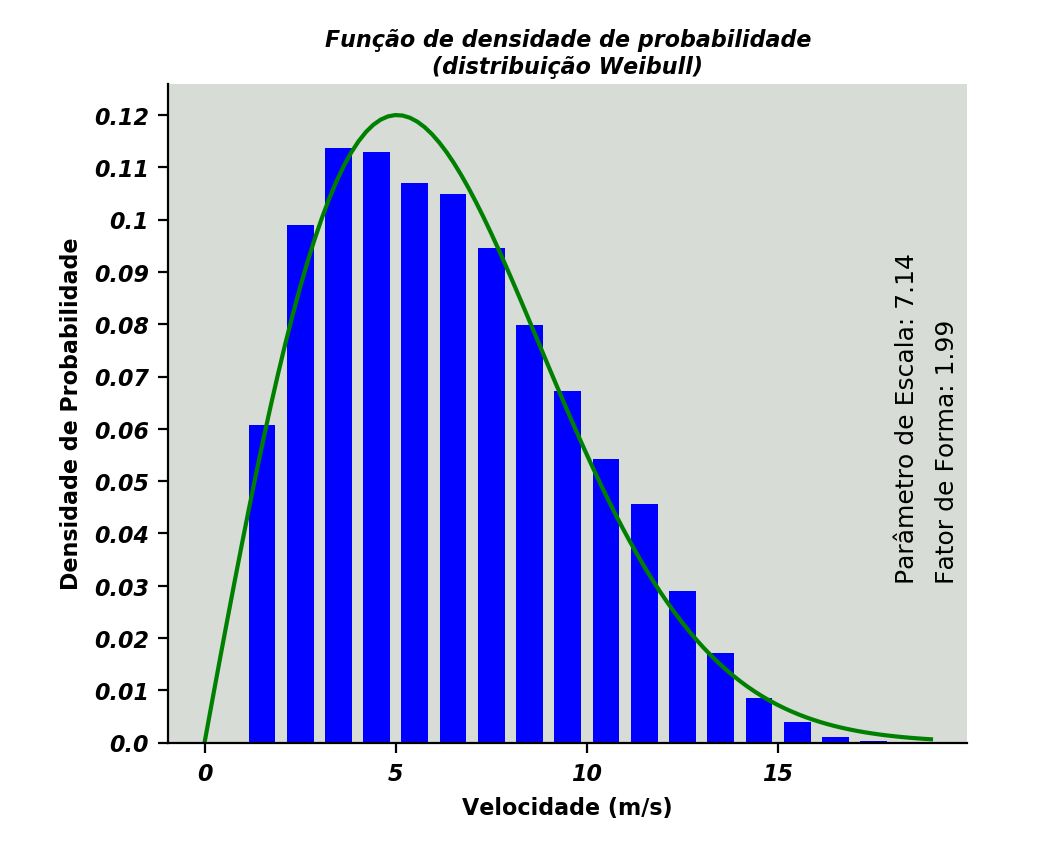 Função de densidade de probabilidade
(distribuição Weibull)
0.12
0.11
0.1
0.09
0.08
0.07
0.06
0.05
0.04
0.03
0.02
0.01
0.0
Densidade de Probabilidade
Parâmetro de Escala: 7.14
Fator de Forma: 1.99
0 5 10 15
Velocidade (m/s)